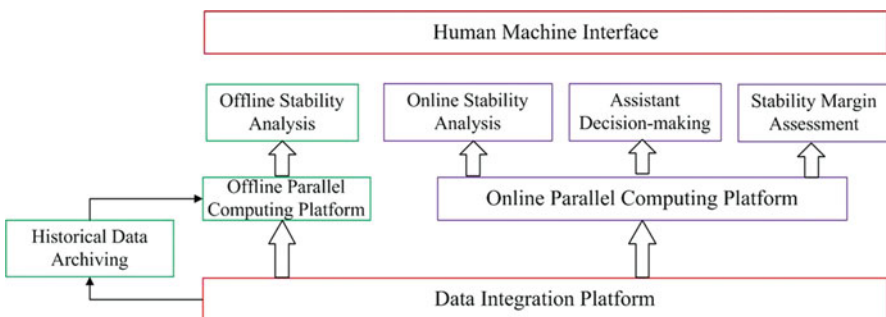 Human Machine Interface
Offline Stability
Analysis
Online Stability
Analysis
Assistant
Decision-making
Stability Margin
Assessment
Offline Parallel
Computing Platform
Online Parallel Computing Platform
Historical Data
Archiving
Data Integration Platform